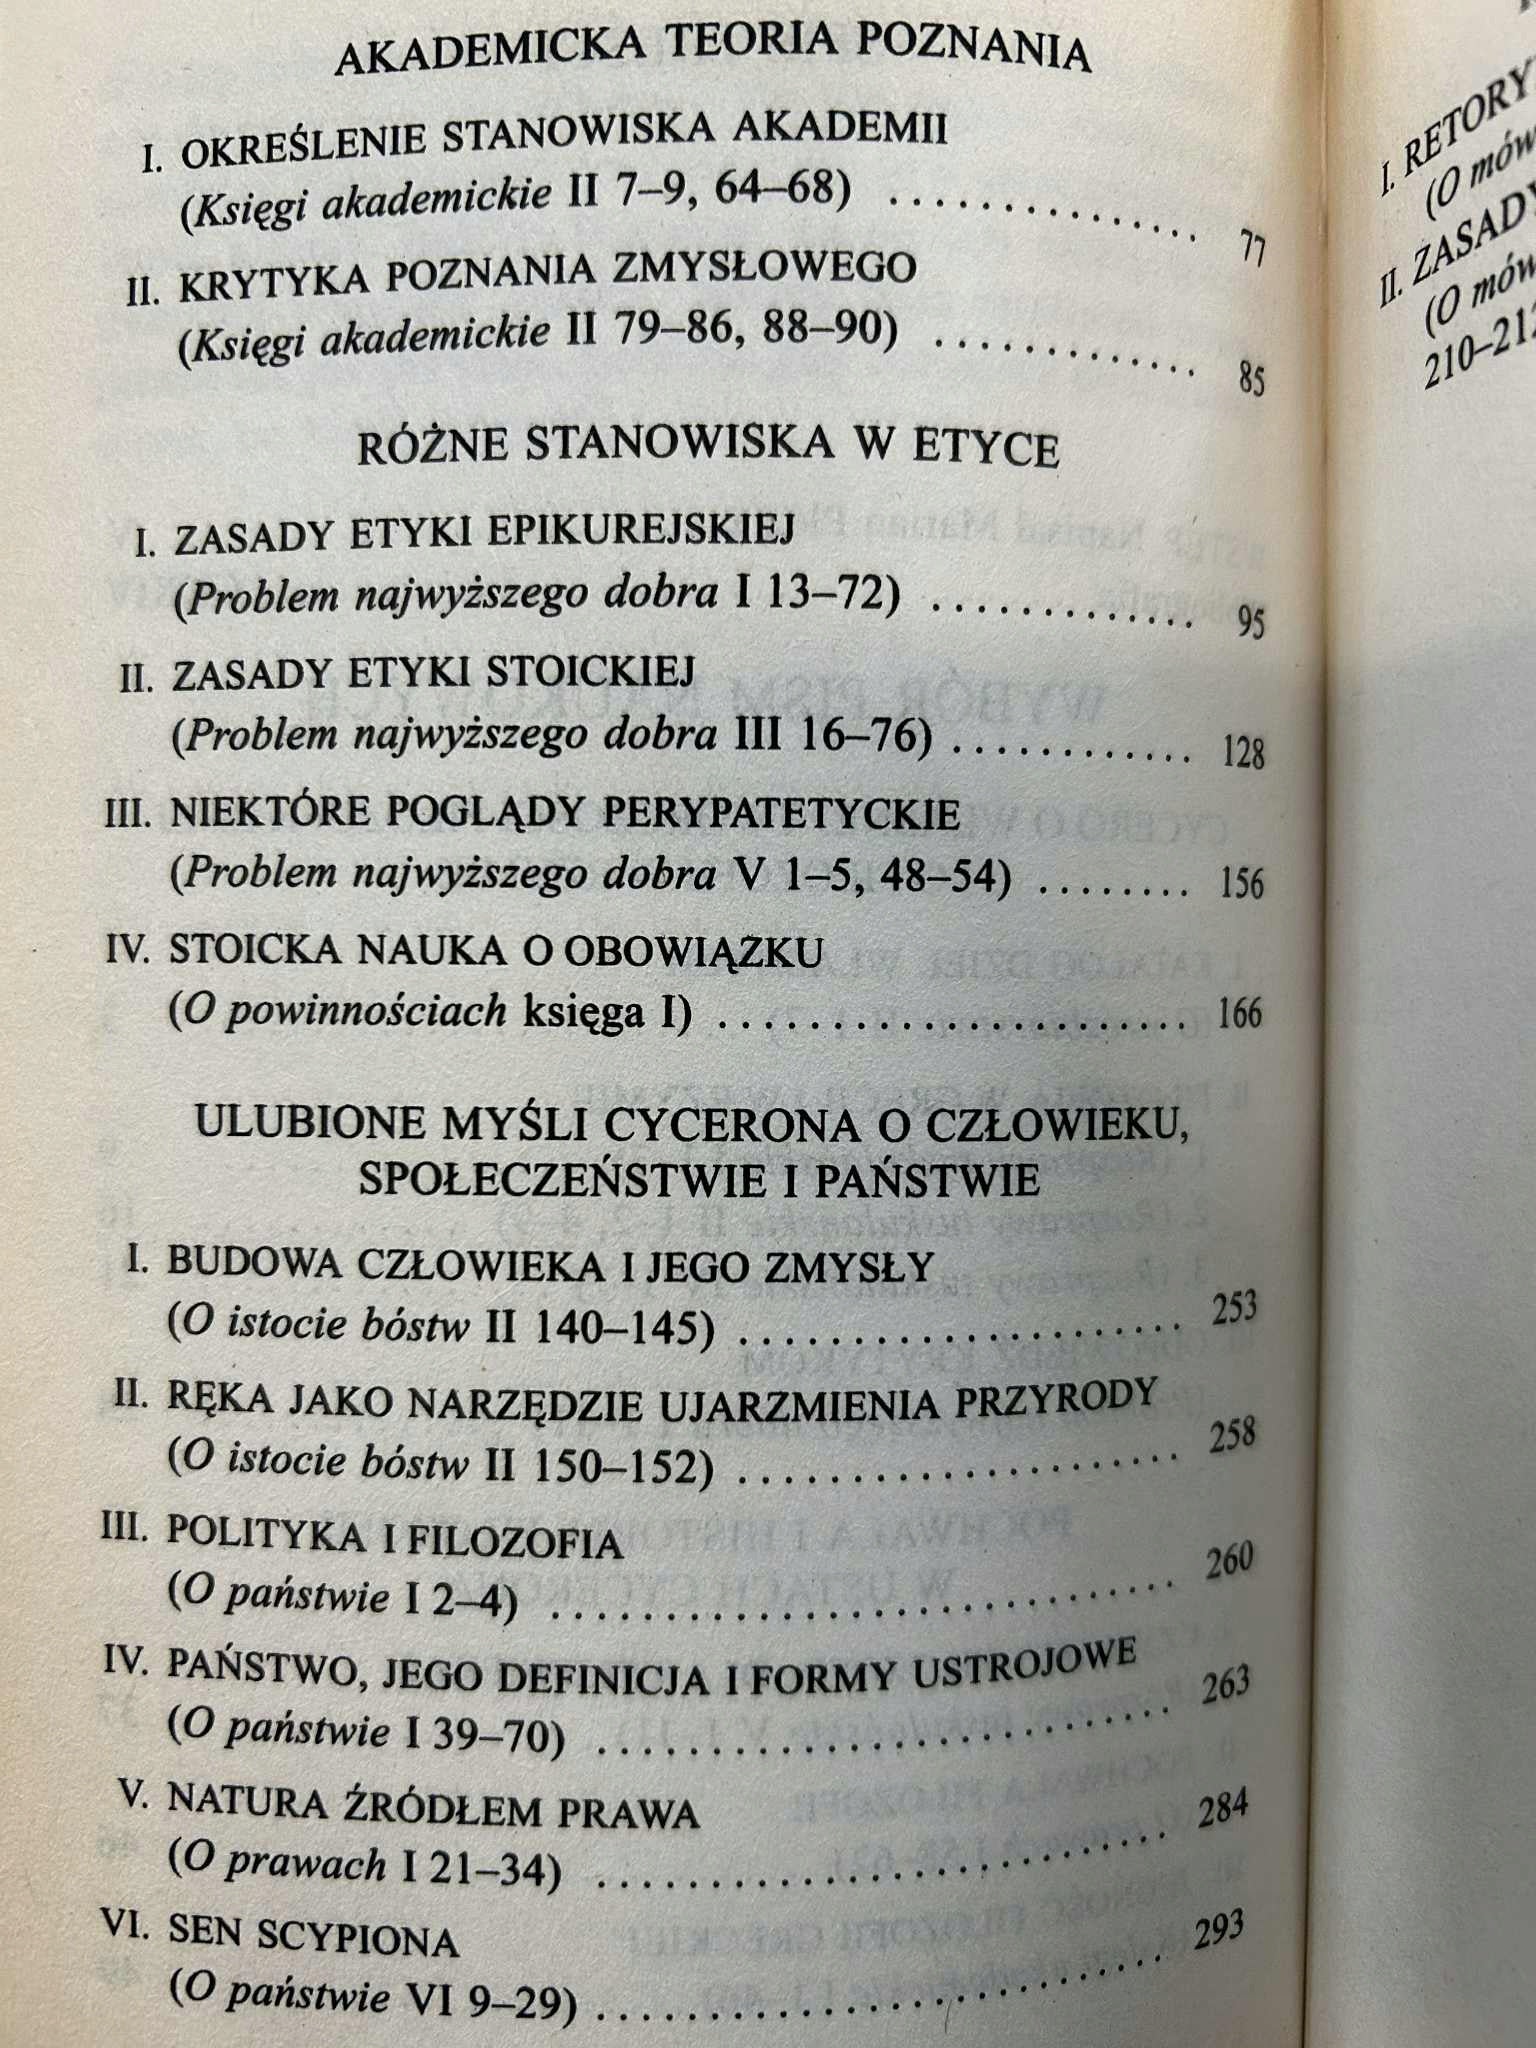 AKADEMICKA TEORIA POZNANIA
I. OKREŚLENIE STANOWISKA AKADEMII
(Księgi akademickie II 7–9, 64–68) . . . . . . . . . . . . . . . 77
II. KRYTYKA POZNANIA ZMYSŁOWEGO
(Księgi akademickie II 79–86, 88–90) . . . . . . . . . . . . . 85
RÓŻNE STANOWISKA W ETYCE
I. ZASADY ETYKI EPIKUREJSKIEJ
(Problem najwyższego dobra I 13–72) . . . . . . . . . . . . . 95
II. ZASADY ETYKI STOICKIEJ
(Problem najwyższego dobra III 16–76) . . . . . . . . . . . . 128
III. NIEKTÓRE POGLĄDY PERYPATETYCKIE
(Problem najwyższego dobra V 1–5, 48–54) . . . . . . . . 156
IV. STOICKA NAUKA O OBOWIĄZKU
(O powinnościach księga I) . . . . . . . . . . . . . . . . . . . . . . . 166
ULUBIONE MYŚLI CYCERONA O CZŁOWIEKU,
SPOŁECZEŃSTWIE I PAŃSTWIE
I. BUDOWA CZŁOWIEKA I JEGO ZMYSŁY
(O istocie bóstw II 140–145) . . . . . . . . . . . . . . . . . . . . . . 253
II. RĘKA JAKO NARZĘDZIE UJARZMIENIA PRZYRODY
(O istocie bóstw II 150–152) . . . . . . . . . . . . . . . . . . . . . . 258
III. POLITYKA I FILOZOFIA
(O państwie I 2–4) . . . . . . . . . . . . . . . . . . . . . . . . . . . . . . 260
IV. PAŃSTWO, JEGO DEFINICJA I FORMY USTROJOWE
(O państwie I 39–70) . . . . . . . . . . . . . . . . . . . . . . . . . . . . 263
V. NATURA ŹRÓDŁEM PRAWA
(O prawach I 21–34) . . . . . . . . . . . . . . . . . . . . . . . . . . . . 284
VI. SEN SCYPIONA
(O państwie VI 9–29) . . . . . . . . . . . . . . . . . . . . . . . . . . . . 293
I. RETORY
(O mów
II. ZASADY
(O mów
210–212